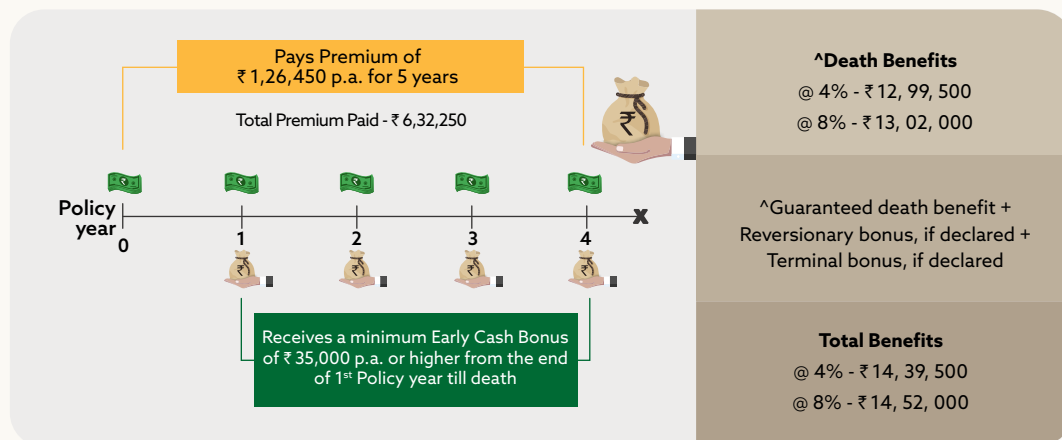 Pays Premium of
₹ 1,26,450 p.a. for 5 years
Total Premium Paid - ₹ 6,32,250
₹
Policy
year
0
1
2
3
4
x
₹
₹
₹
₹
Receives a minimum Early Cash Bonus
of ₹ 35,000 p.a. or higher from the end
of 1st Policy year till death
^Death Benefits
@ 4% - ₹ 12, 99, 500
@ 8% - ₹ 13, 02, 000
^Guaranteed death benefit +
Reversionary bonus, if declared +
Terminal bonus, if declared
Total Benefits
@ 4% - ₹ 14, 39, 500
@ 8% - ₹ 14, 52, 000